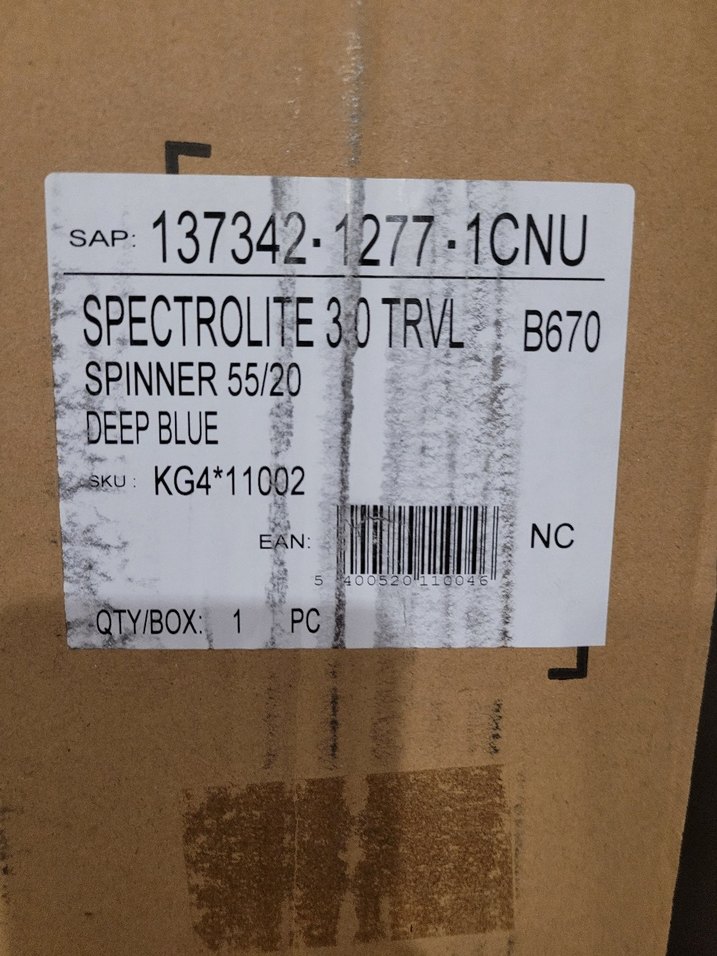 SAP: 137342-1277-1CNU
SPECTROLITE 3.0 TRVL B670
SPINNER 55/20
DEEP BLUE
SKU: KG4*11002
EAN: NC
5 400520 110046
QTY/BOX: 1 PC